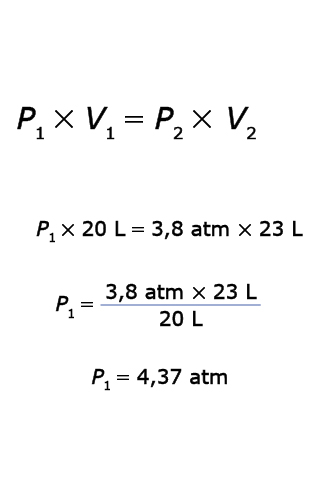 P₁ × V₁ = P₂ × V₂
P₁ × 20 L = 3,8 atm × 23 L
P₁ = 3,8 atm × 23 L
20 L
P₁ = 4,37 atm